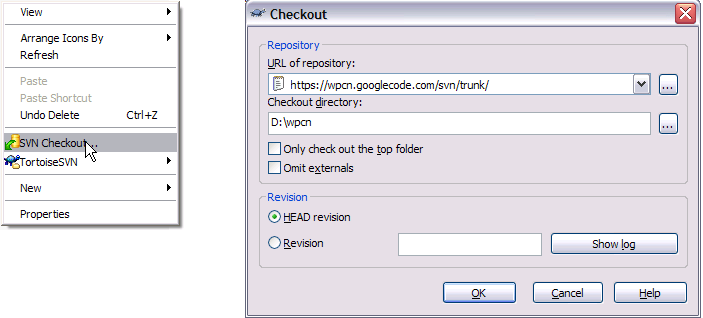 View
Arrange Icons By
Refresh
Paste
Paste Shortcut
Undo Delete Ctrl+Z
SVN Checkout...
TortoiseSVN
New
Properties
Checkout
Repository
URL of repository:
https://wpcn.googlecode.com/svn/trunk/
...
Checkout directory:
D:\wpcn
...
Only check out the top folder
Omit externals
Revision
HEAD revision
Revision
Show log
OK
Cancel
Help